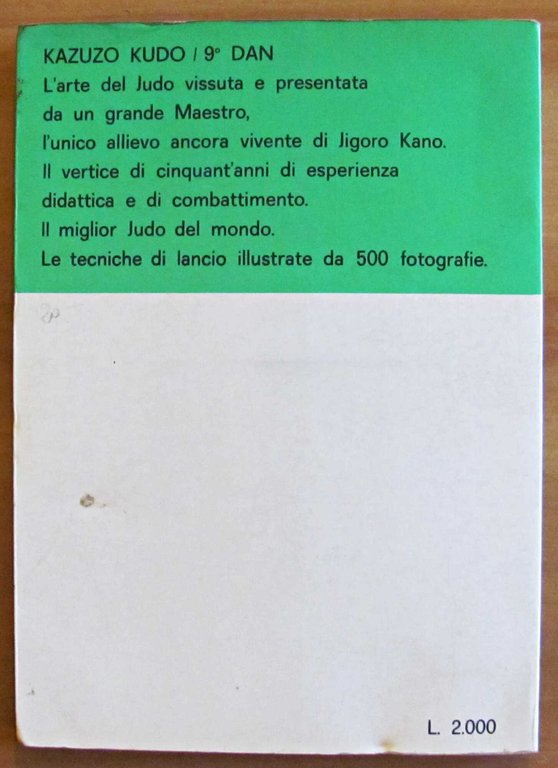 KAZUZO KUDO / 9° DAN
L'arte del Judo vissuta e presentata
da un grande Maestro,
l'unico allievo ancora vivente di Jigoro Kano.
Il vertice di cinquant'anni di esperienza
didattica e di combattimento.
Il miglior Judo del mondo.
Le tecniche di lancio illustrate da 500 fotografie.
L. 2.000